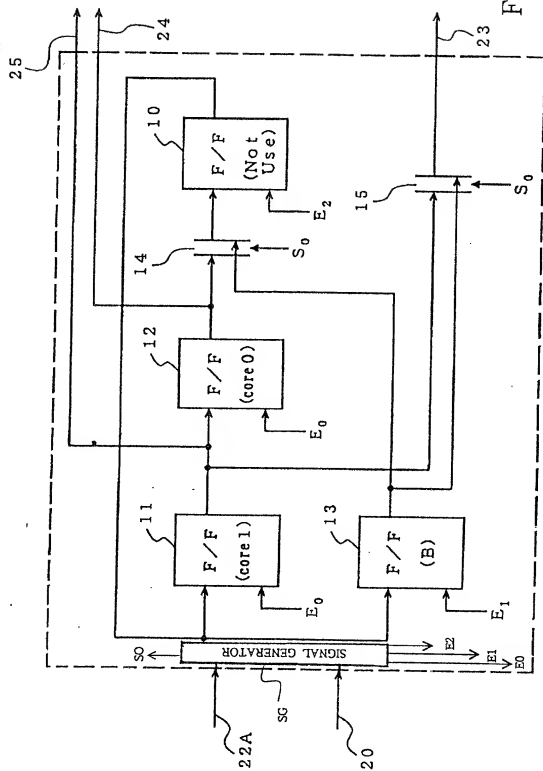 25
24
10
F/F
(Not
Use)
E₂
14
S₀
12
F/F
(core0)
E₀
11
F/F
(core1)
E₀
13
F/F
(B)
E₁
15
S₀
23
SIGNAL GENERATOR
S0
E2
E1
E0
SG
22A
20
F